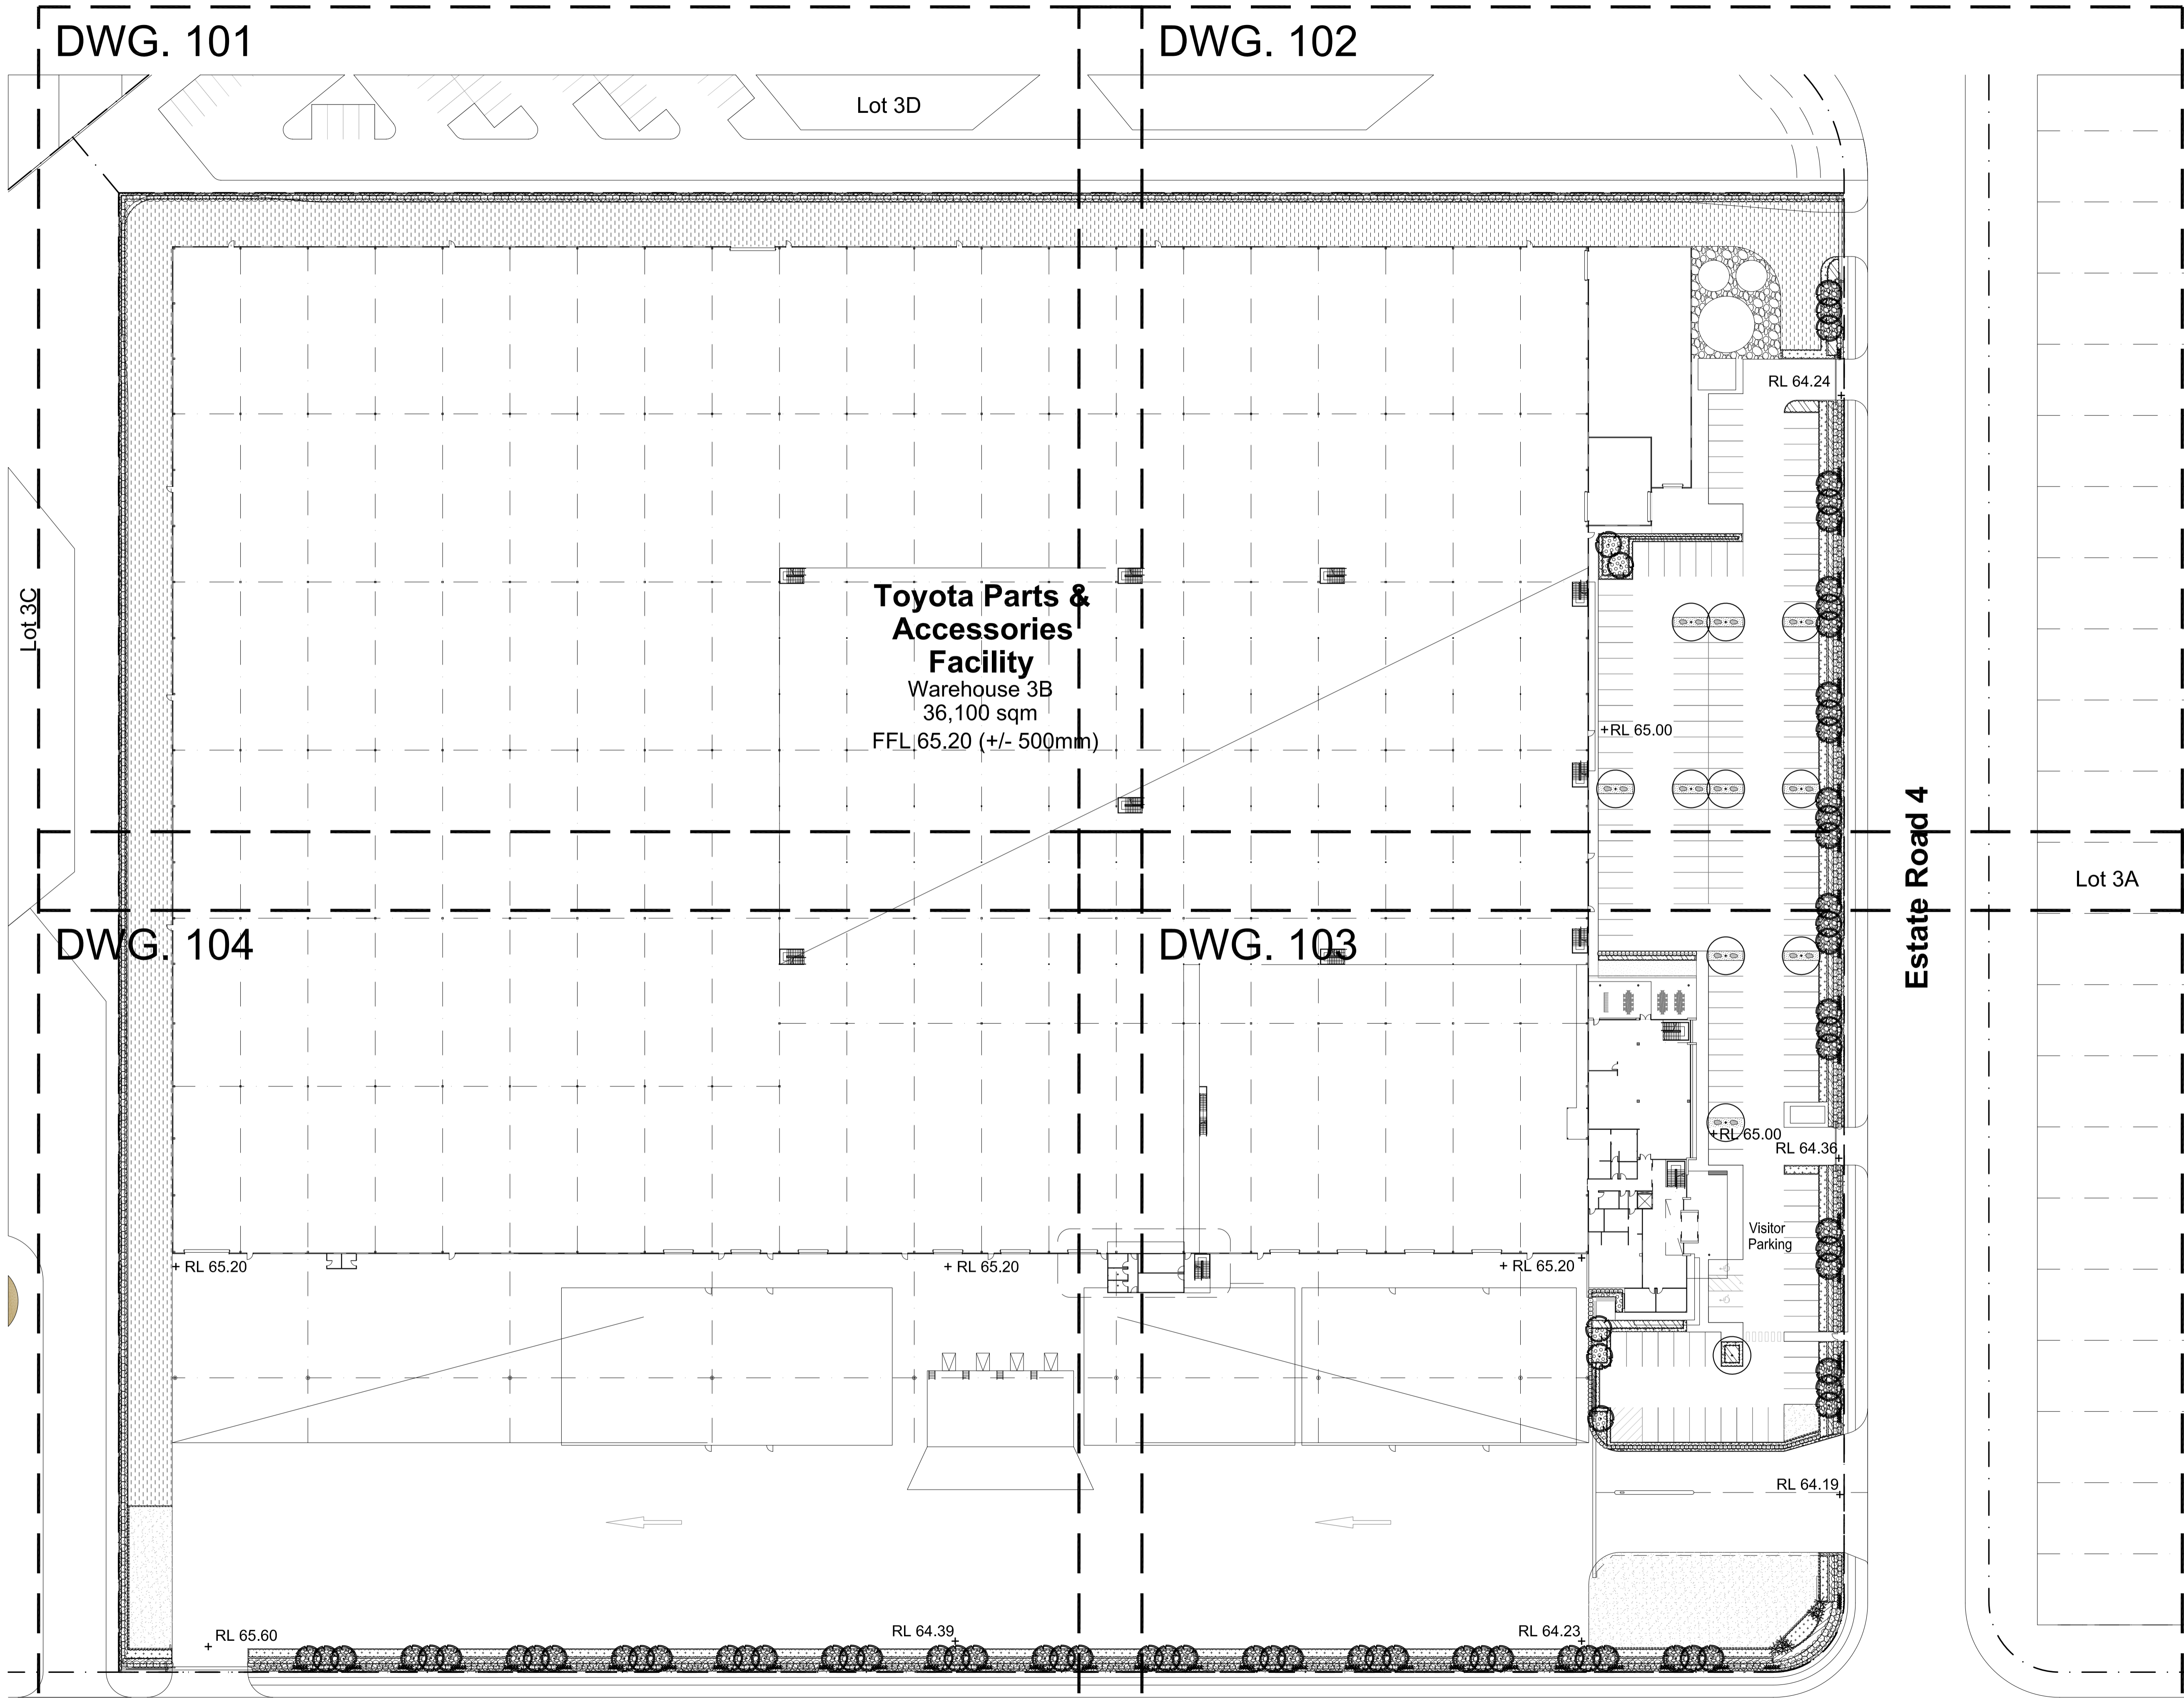 DWG. 101
DWG. 102
Lot 3D
RL 64.24
Toyota Parts &
Accessories
Facility
Warehouse 3B
36,100 sqm
FFL 65.20 (+/- 500mm)
Lot 3C
+RL 65.00
Estate Road 4
Lot 3A
DWG. 104
DWG. 103
+RL 65.00
RL 64.36
Visitor
Parking
+ RL 65.20
+ RL 65.20
+ RL 65.20 +
RL 64.19
RL 65.60
RL 64.39
RL 64.23